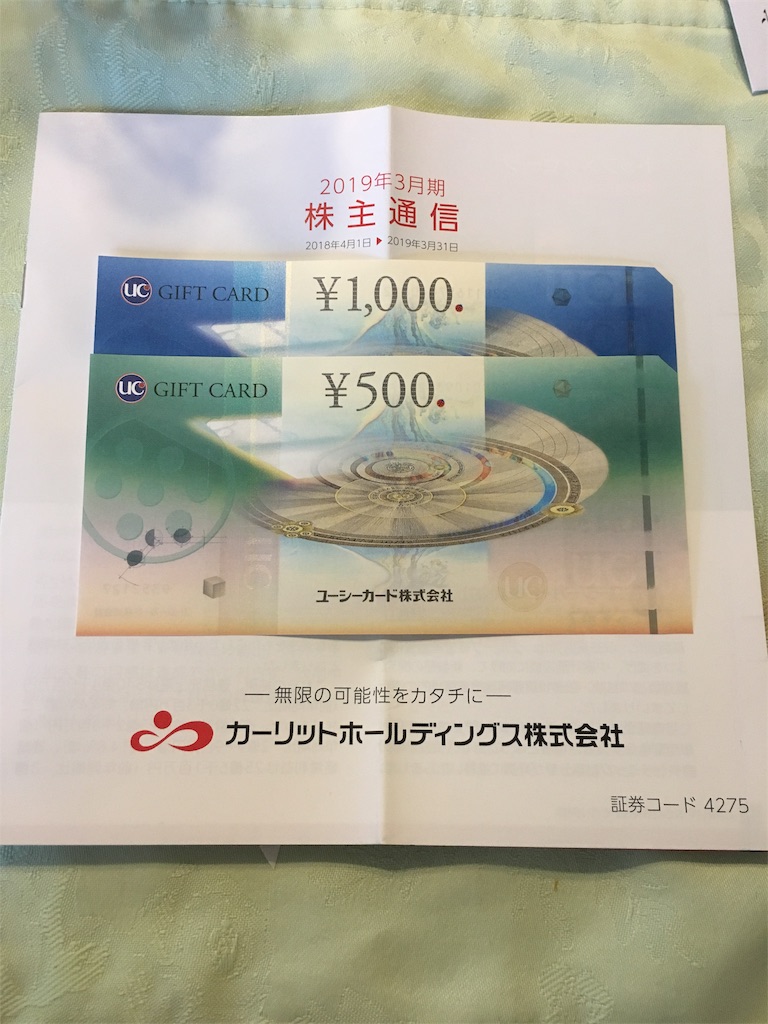 2019年3月期
株主通信
2018年4月1日 ▶ 2019年3月31日
UC GIFT CARD ¥1,000.
UC GIFT CARD ¥500.
ユーシーカード株式会社
―無限の可能性をカタチに―
カーリットホールディングス株式会社
証券コード 4275